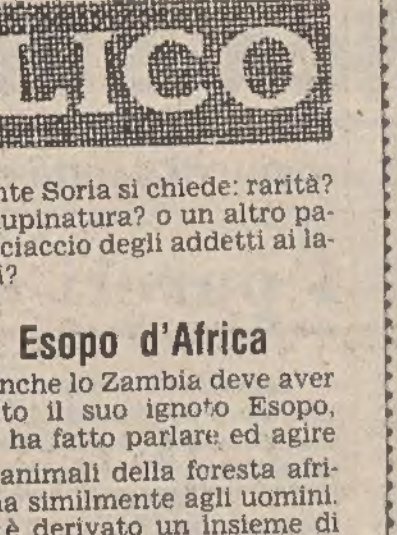 LICO
nte Soria si chiede: rarità?
upinatura? o un altro pa-
ciaccio degli addetti ai la-
i?
Esopo d'Africa
nche lo Zambia deve aver
to il suo ignoto Esopo,
ha fatto parlare ed agire
animali della foresta afri-
na similmente agli uomini.
è derivato un insieme di